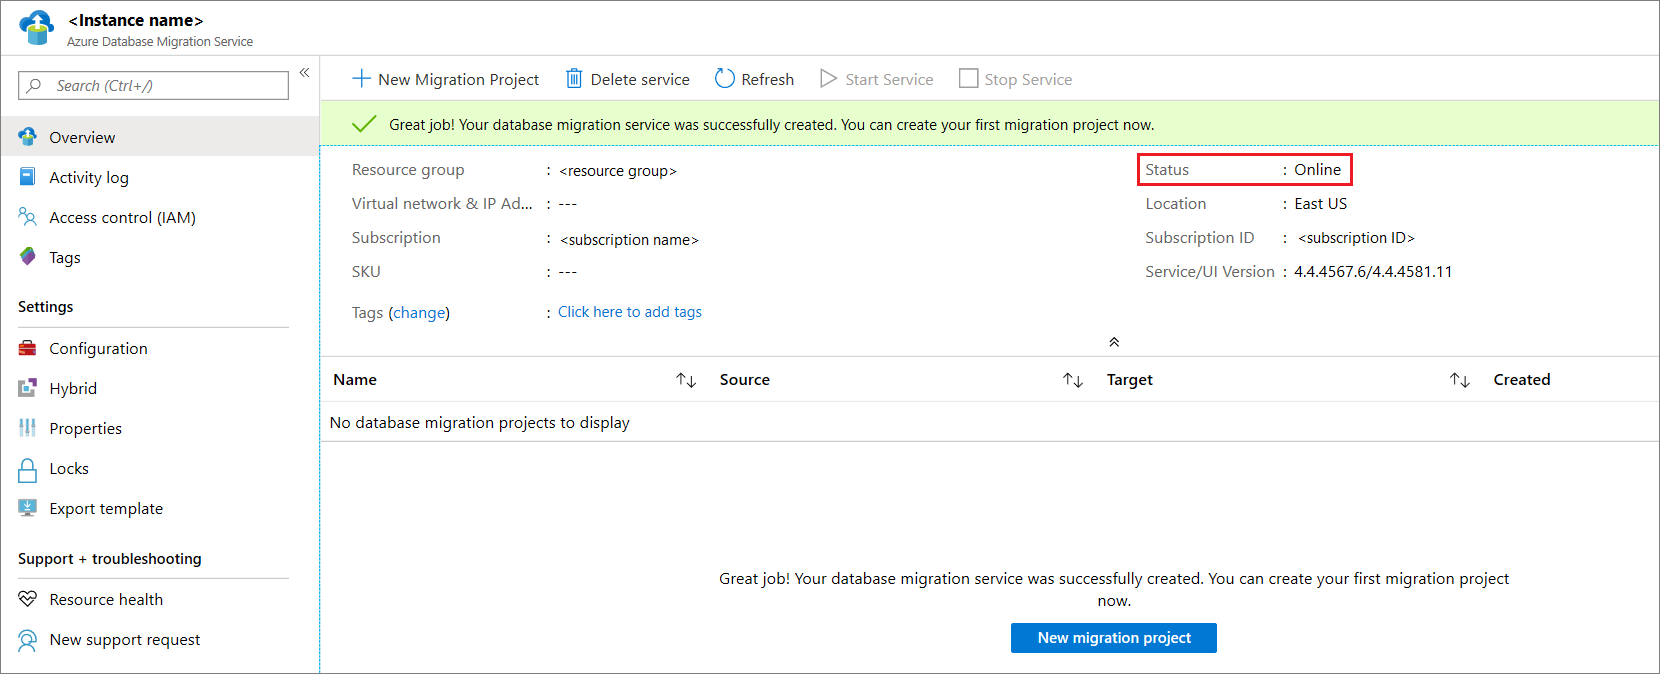 <Instance name>
Azure Database Migration Service
Search (Ctrl+/)
Overview
Activity log
Access control (IAM)
Tags
Settings
Configuration
Hybrid
Properties
Locks
Export template
Support + troubleshooting
Resource health
New support request
New Migration Project Delete service Refresh Start Service Stop Service
Great job! Your database migration service was successfully created. You can create your first migration project now.
Resource group : <resource group>
Virtual network & IP Ad... : ---
Subscription : <subscription name>
SKU : ---
Tags (change) : Click here to add tags
Status : Online
Location : East US
Subscription ID : <subscription ID>
Service/UI Version : 4.4.4567.6/4.4.4581.11
Name Source Target Created
No database migration projects to display
Great job! Your database migration service was successfully created. You can create your first migration project
now.
New migration project